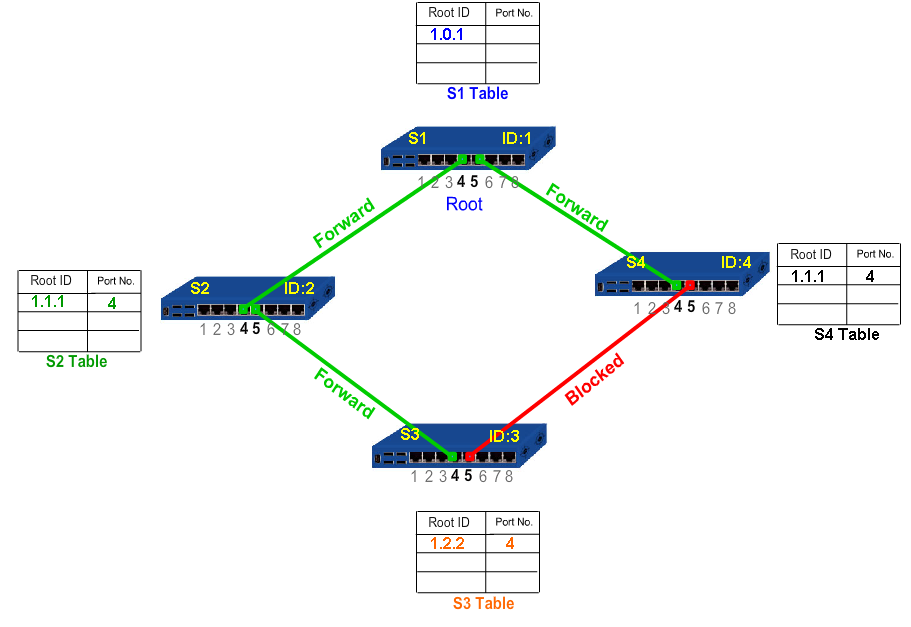 Root ID Port No.
1.0.1
S1 Table
S1 ID:1
1 2 3 4 5 6 7 8
Root
Forward
Forward
Root ID Port No.
1.1.1 4
S2 Table
S2 ID:2
1 2 3 4 5 6 7 8
S4 ID:4
1 2 3 4 5 6 7 8
Root ID Port No.
1.1.1 4
S4 Table
Forward
Blocked
S3 ID:3
1 2 3 4 5 6 7 8
Root ID Port No.
1.2.2 4
S3 Table